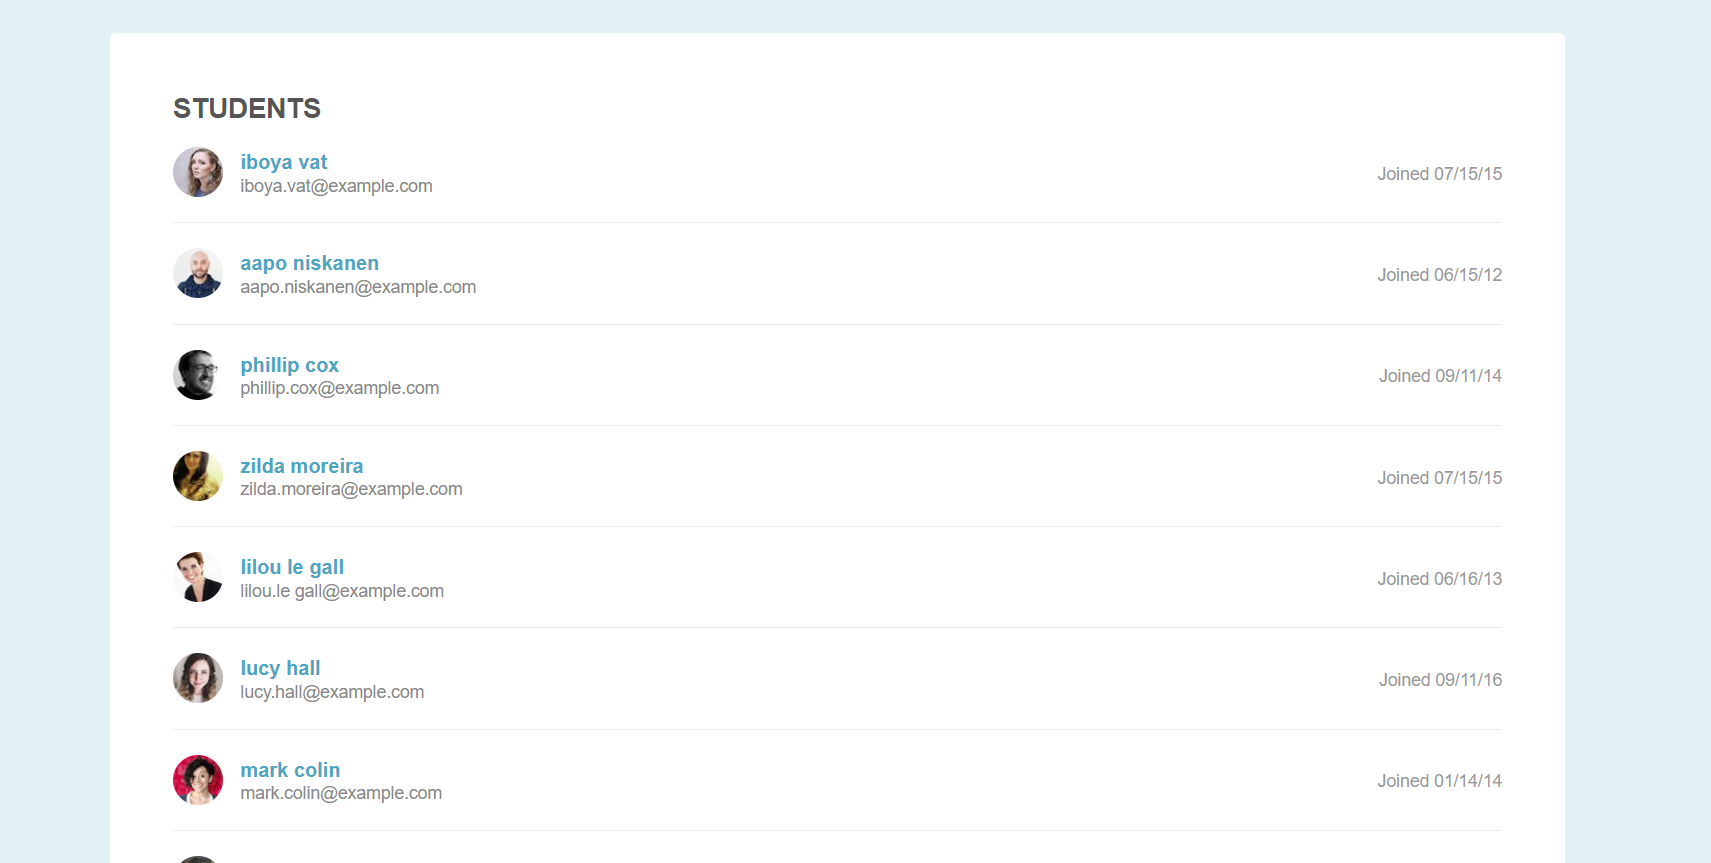 STUDENTS
iboya vat
iboya.vat@example.com
Joined 07/15/15
aapo niskanen
aapo.niskanen@example.com
Joined 06/15/12
phillip cox
phillip.cox@example.com
Joined 09/11/14
zilda moreira
zilda.moreira@example.com
Joined 07/15/15
lilou le gall
lilou.le gall@example.com
Joined 06/16/13
lucy hall
lucy.hall@example.com
Joined 09/11/16
mark colin
mark.colin@example.com
Joined 01/14/14